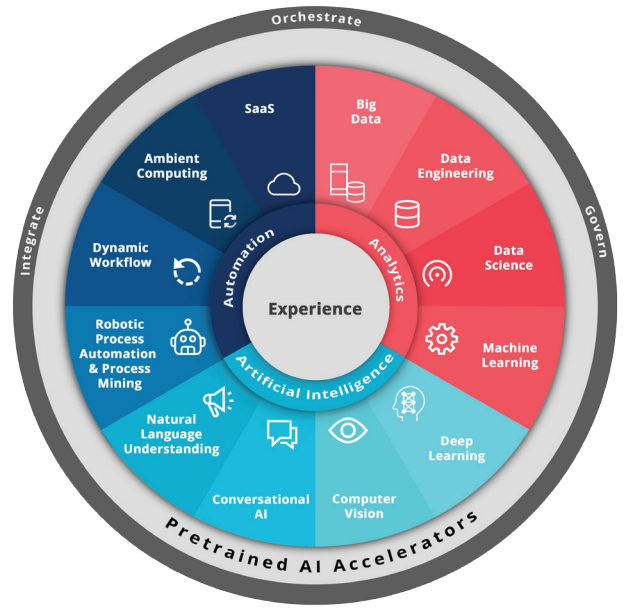 Orchestrate
Integrate
Govern
SaaS
Big
Data
Data
Engineering
Data
Science
Machine
Learning
Deep
Learning
Computer
Vision
Conversational
AI
Natural
Language
Understanding
Robotic
Process
Automation
& Process
Mining
Dynamic
Workflow
Ambient
Computing
Automation
Analytics
Artificial Intelligence
Experience
Pretrained AI Accelerators